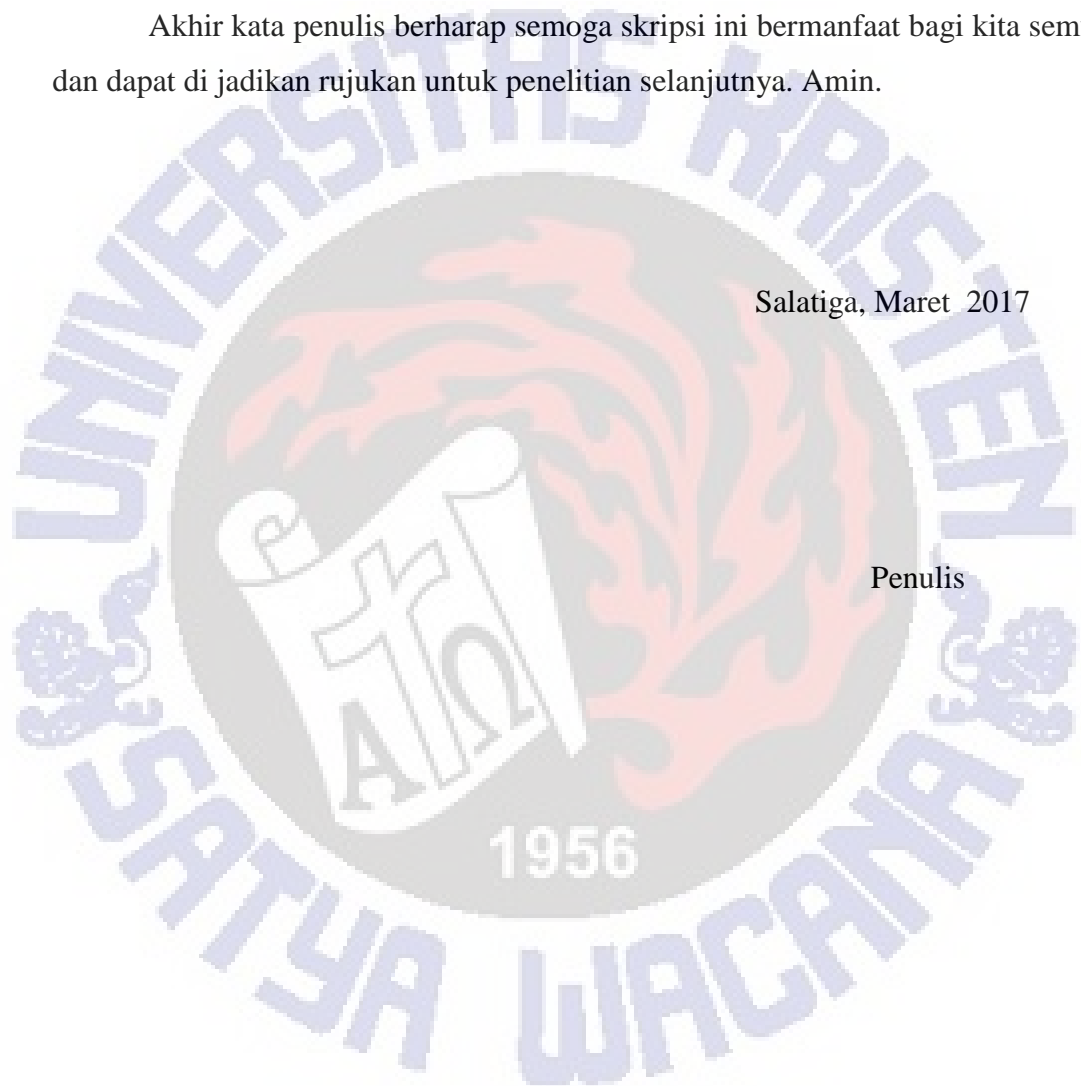 Akhir kata penulis berharap semoga skripsi ini bermanfaat bagi kita sem
dan dapat di jadikan rujukan untuk penelitian selanjutnya. Amin.
Salatiga, Maret 2017
Penulis
UNIVERSITAS KRISTEN
SATYA WACANA
Α Ω
1956